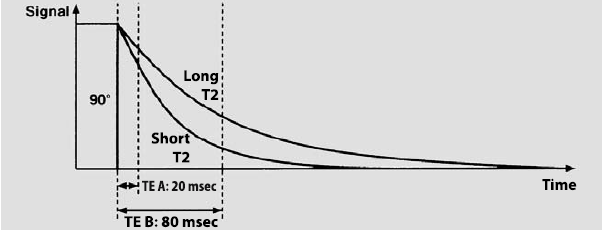 Signal
90°
Long
T2
Short
T2
TE A: 20 msec
Time
TE B: 80 msec